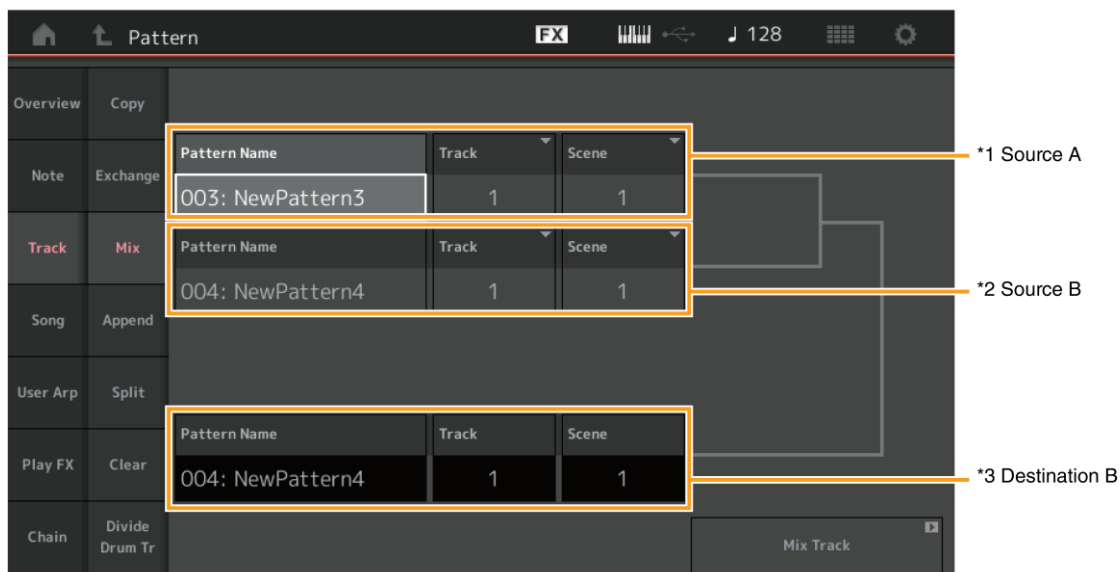 Pattern FX 128
Overview Copy
Note Exchange
Track Mix
Song Append
User Arp Split
Play FX Clear
Chain Divide
Drum Tr
Pattern Name Track Scene
003: NewPattern3 1 1
*1 Source A
Pattern Name Track Scene
004: NewPattern4 1 1
*2 Source B
Pattern Name Track Scene
004: NewPattern4 1 1
*3 Destination B
Mix Track